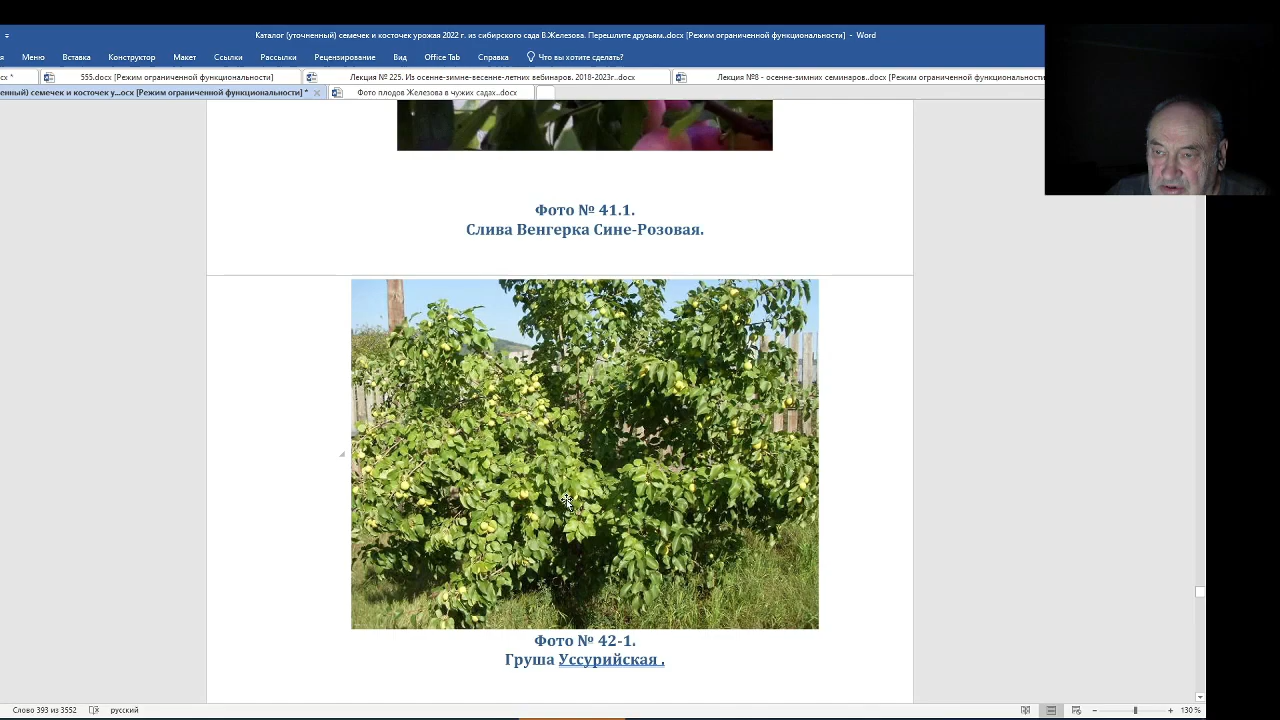 Каталог (уточненный) семечек и косточек урожая 2022 г. из сибирского сада В.Железова. Перешлите друзьям..docx [Режим ограниченной функциональности] - Word
Меню Вставка Конструктор Макет Ссылки Рассылки Рецензирование Вид Office Tab Справка Что вы хотите сделать?
cx * 555.docx [Режим ограниченной функциональности] Лекция № 225. Из осенне-зимне-весенне-летних вебинаров. 2018-2023г..docx Лекция №8 - осенне-зимних семинаров..docx [Режим ограниченной функциональности
енный) семечек и косточек у...ocx [Режим ограниченной функциональности] * Фото плодов Железова в чужих садах..docx
Фото № 41.1.
Слива Венгерка Сине-Розовая.
Фото № 42-1.
Груша Уссурийская .
Слово 393 из 3552 русский 130 %